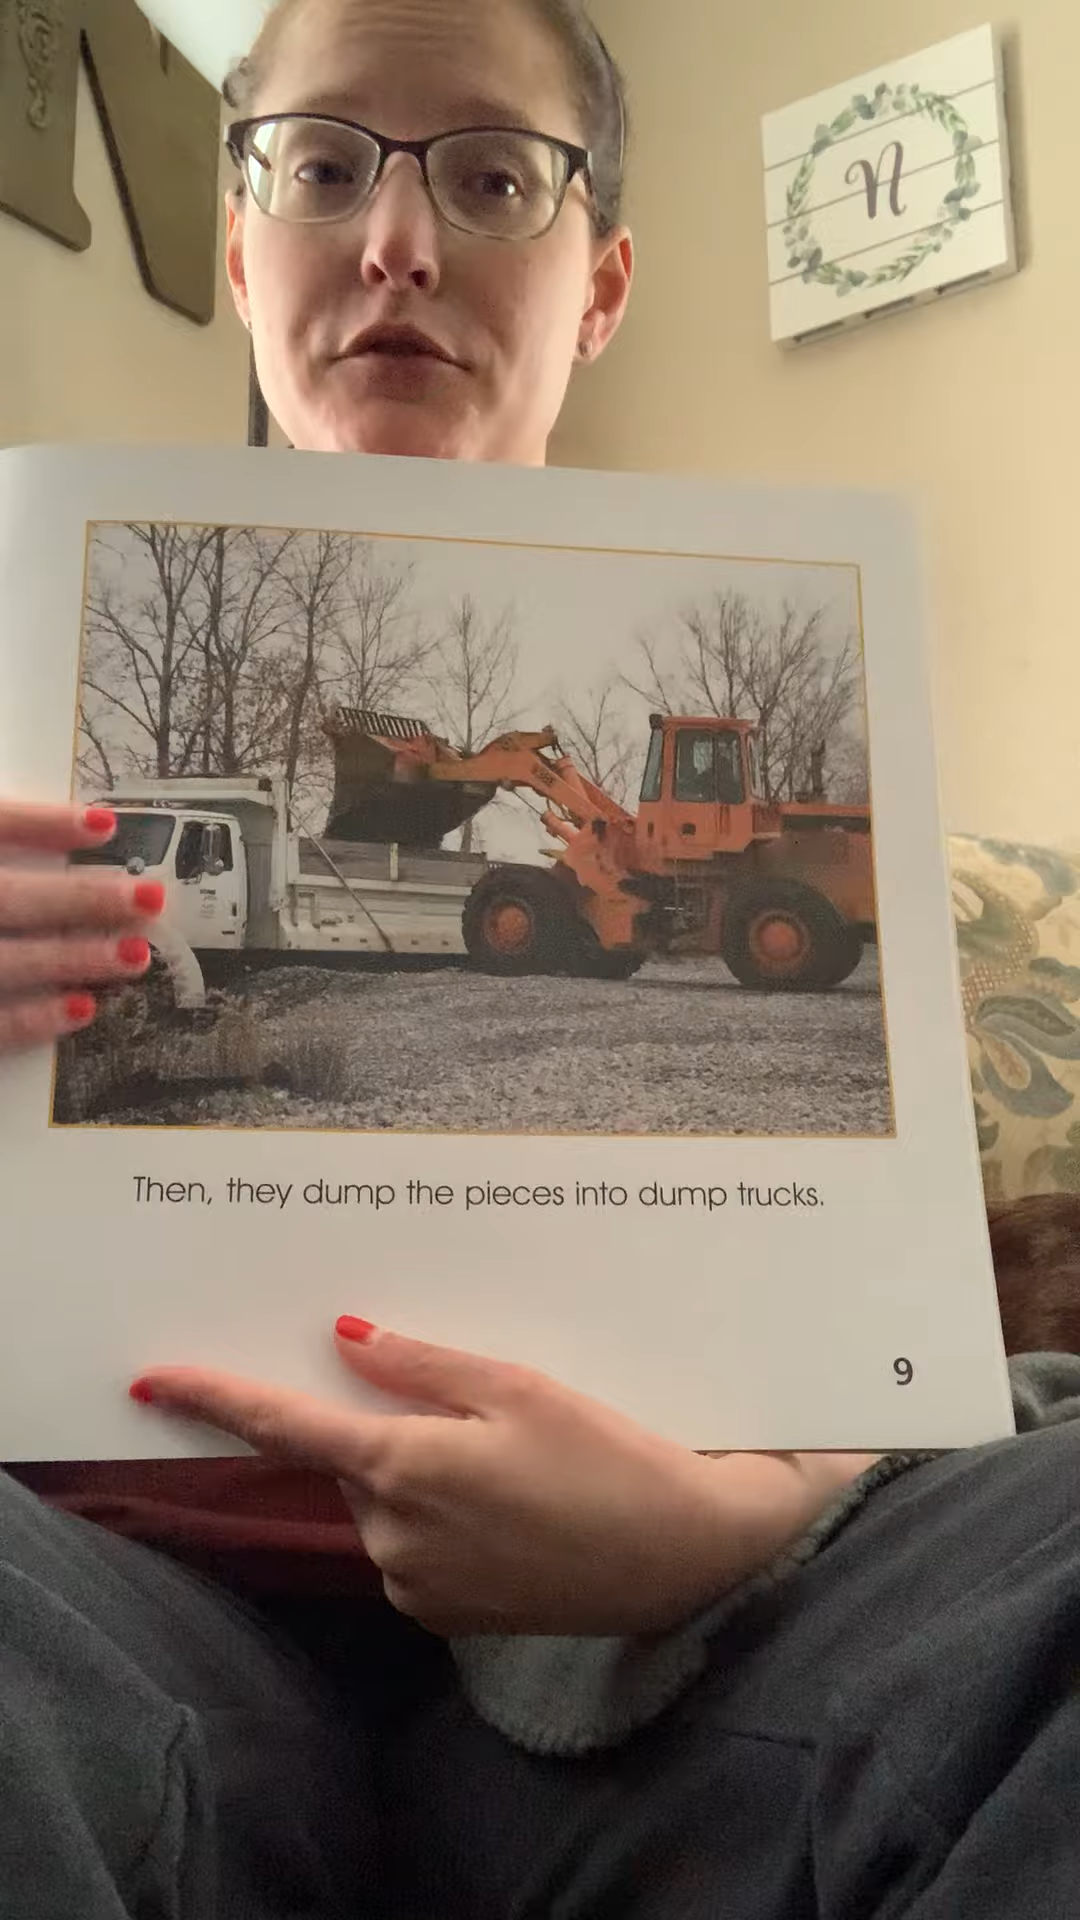 N
Then, they dump the pieces into dump trucks.
9